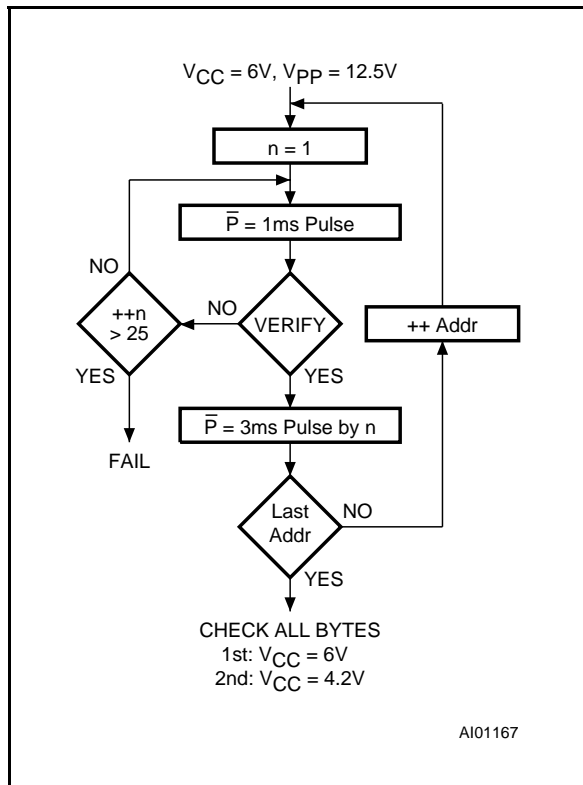 VCC = 6V, VPP = 12.5V
n = 1
P̅ = 1ms Pulse
NO
++n
> 25
NO
VERIFY
++ Addr
YES
YES
P̅ = 3ms Pulse by n
FAIL
Last
Addr
NO
YES
CHECK ALL BYTES
1st: VCC = 6V
2nd: VCC = 4.2V
AI01167